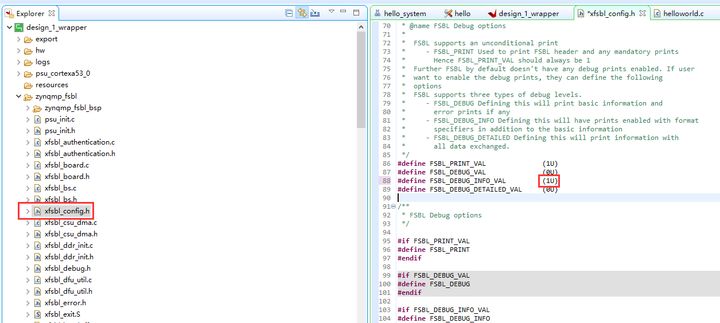 Explorer
design_1_wrapper
export
hw
logs
psu_cortexa53_0
resources
zynqmp_fsbl
zynqmp_fsbl_bsp
psu_init.c
psu_init.h
xfsbl_authentication.c
xfsbl_authentication.h
xfsbl_board.c
xfsbl_board.h
xfsbl_bs.c
xfsbl_bs.h
xfsbl_config.h
xfsbl_csu_dma.c
xfsbl_csu_dma.h
xfsbl_ddr_init.c
xfsbl_ddr_init.h
xfsbl_debug.h
xfsbl_dfu_util.c
xfsbl_dfu_util.h
xfsbl_error.h
xfsbl_exit.S
hello_system
hello
design_1_wrapper
*xfsbl_config.h
helloworld.c
70 * @name FSBL Debug options
71 *
72 * FSBL supports an unconditional print
73 * - FSBL_PRINT Used to print FSBL header and any mandatory prints
74 * Hence FSBL_PRINT_VAL should always be 1
75 * Further FSBL by default doesn't have any debug prints. If user
76 * want to enable the debug prints, they can define the following
77 * options
78 * FSBL supports three types of debug levels.
79 * - FSBL_DEBUG Defining this will print basic information and
80 * error prints if any
81 * - FSBL_DEBUG_INFO Defining this will have prints enabled with format
82 * specifiers in addition to the basic information
83 * - FSBL_DEBUG_DETAILED Defining this will print information with
84 * all data exchanged.
85 */
86 #define FSBL_PRINT_VAL (1U)
87 #define FSBL_DEBUG_VAL (0U)
88 #define FSBL_DEBUG_INFO_VAL (1U)
89 #define FSBL_DEBUG_DETAILED_VAL (0U)
90
91 /**
92 * FSBL Debug options
93 */
94
95 #if FSBL_PRINT_VAL
96 #define FSBL_PRINT
97 #endif
98
99 #if FSBL_DEBUG_VAL
100 #define FSBL_DEBUG
101 #endif
102
103 #if FSBL_DEBUG_INFO_VAL
104 #define FSBL_DEBUG_INFO